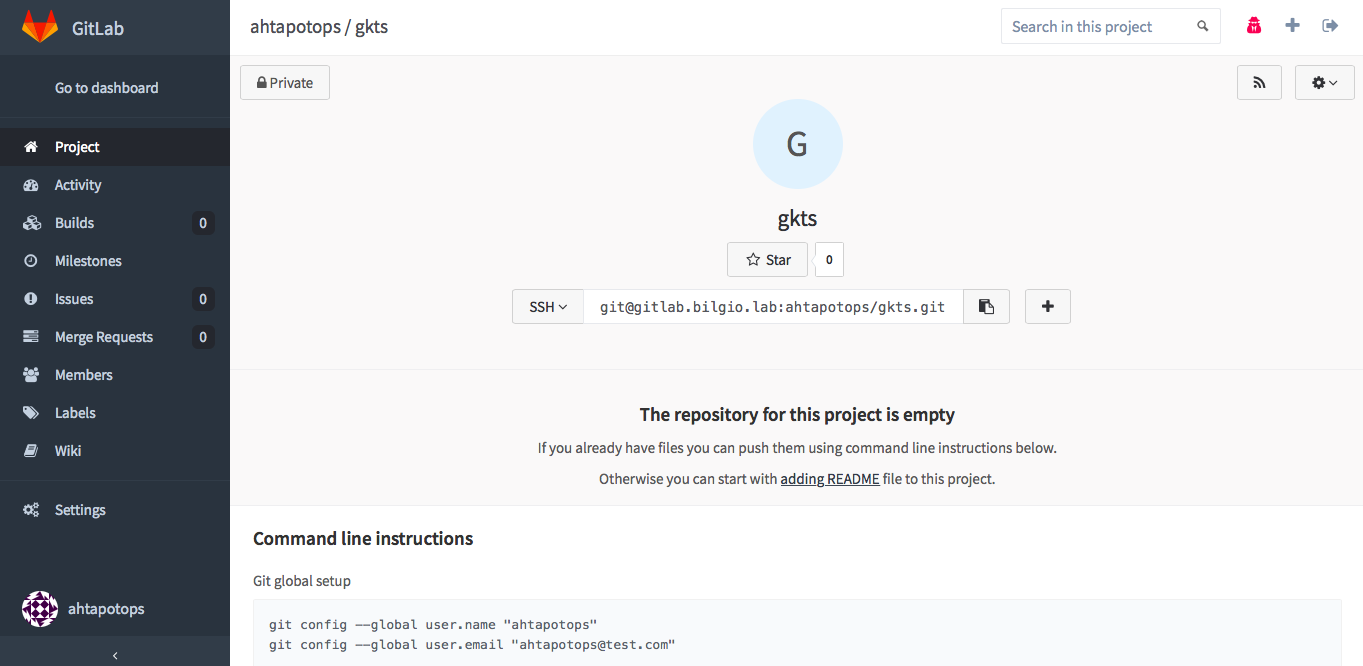 GitLab
ahtapotops / gkts
Search in this project
Go to dashboard
Private
Project
Activity
Builds 0
Milestones
Issues 0
Merge Requests 0
Members
Labels
Wiki
Settings
ahtapotops
G
gkts
Star 0
SSH git@gitlab.bilgio.lab:ahtapotops/gkts.git
The repository for this project is empty
If you already have files you can push them using command line instructions below.
Otherwise you can start with adding README file to this project.
Command line instructions
Git global setup
git config --global user.name "ahtapotops"
git config --global user.email "ahtapotops@test.com"